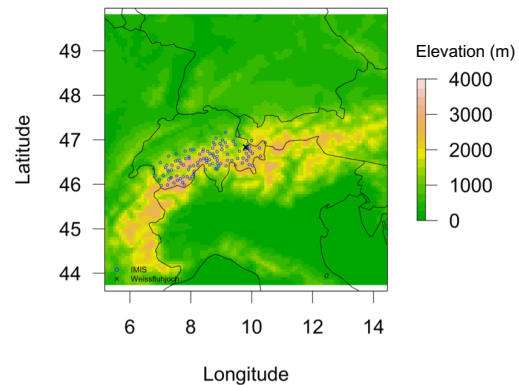 Elevation (m)
4000
3000
2000
1000
0
Latitude
49
48
47
46
45
44
IMIS
Weissfluhjoch
6 8 10 12 14
Longitude